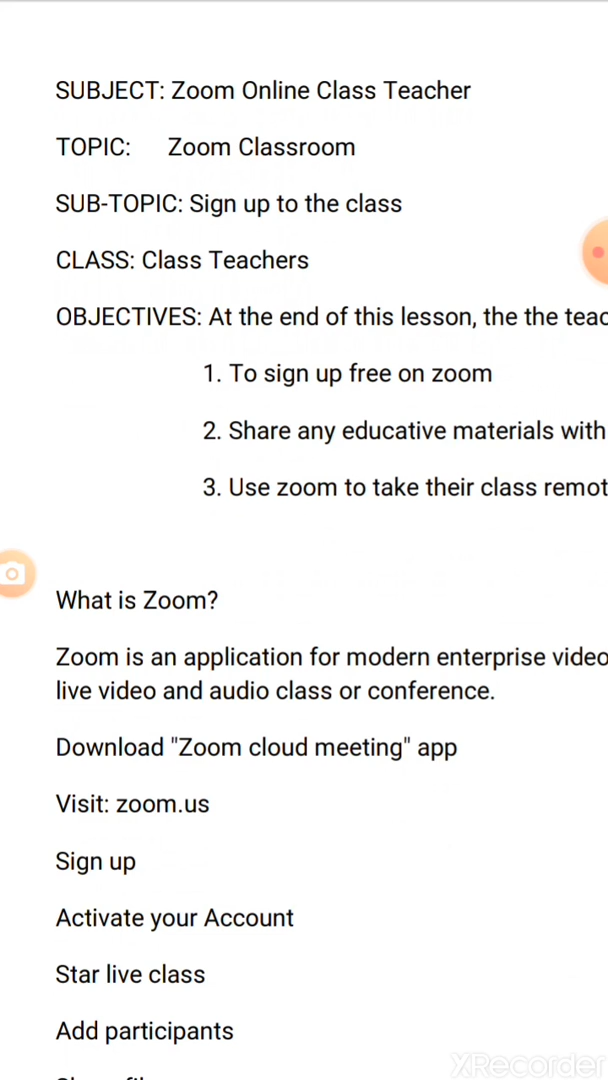 SUBJECT: Zoom Online Class Teacher
TOPIC: Zoom Classroom
SUB-TOPIC: Sign up to the class
CLASS: Class Teachers
OBJECTIVES: At the end of this lesson, the the
1. To sign up free on zoom
2. Share any educative materials with
3. Use zoom to take their class
What is Zoom?
Zoom is an application for modern enterprise video
live video and audio class or conference.
Download "Zoom cloud meeting" app
Visit: zoom.us
Sign up
Activate your Account
Star live class
Add participants
XRecorder